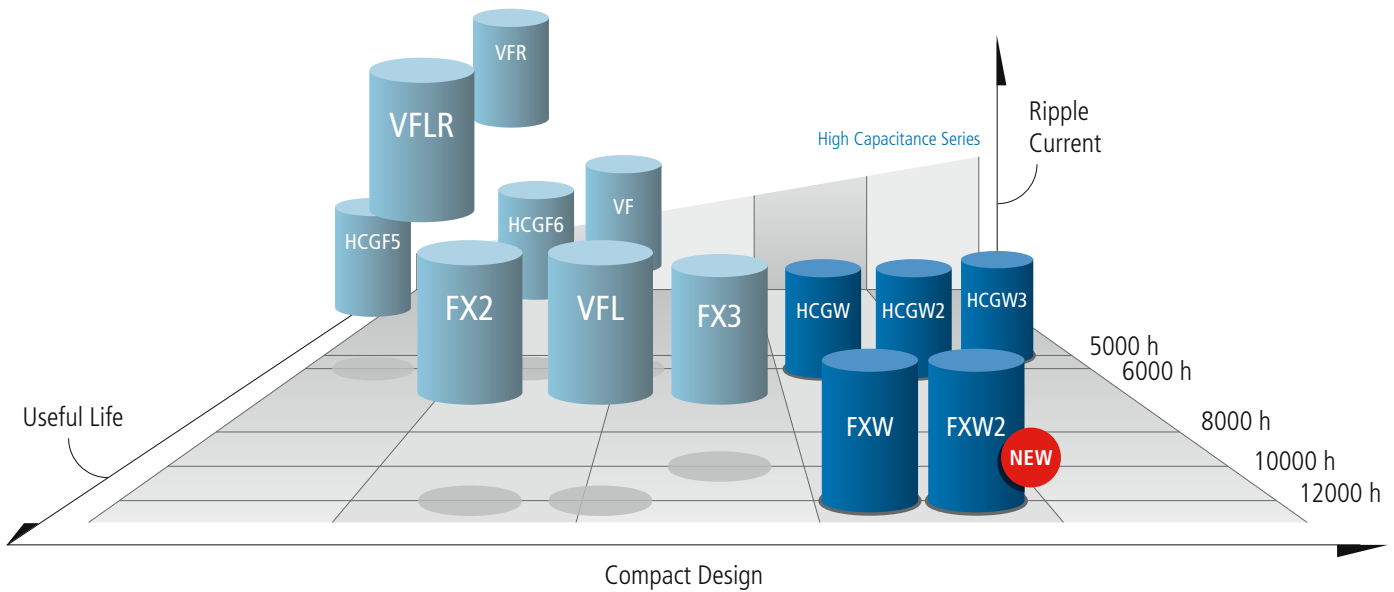 VFR
VFLR
Ripple
Current
High Capacitance Series
VF
HCGF6
HCGF5
FX2
VFL
FX3
HCGW
HCGW2
HCGW3
5000 h
6000 h
Useful Life
8000 h
FXW
FXW2
NEW
10000 h
12000 h
Compact Design